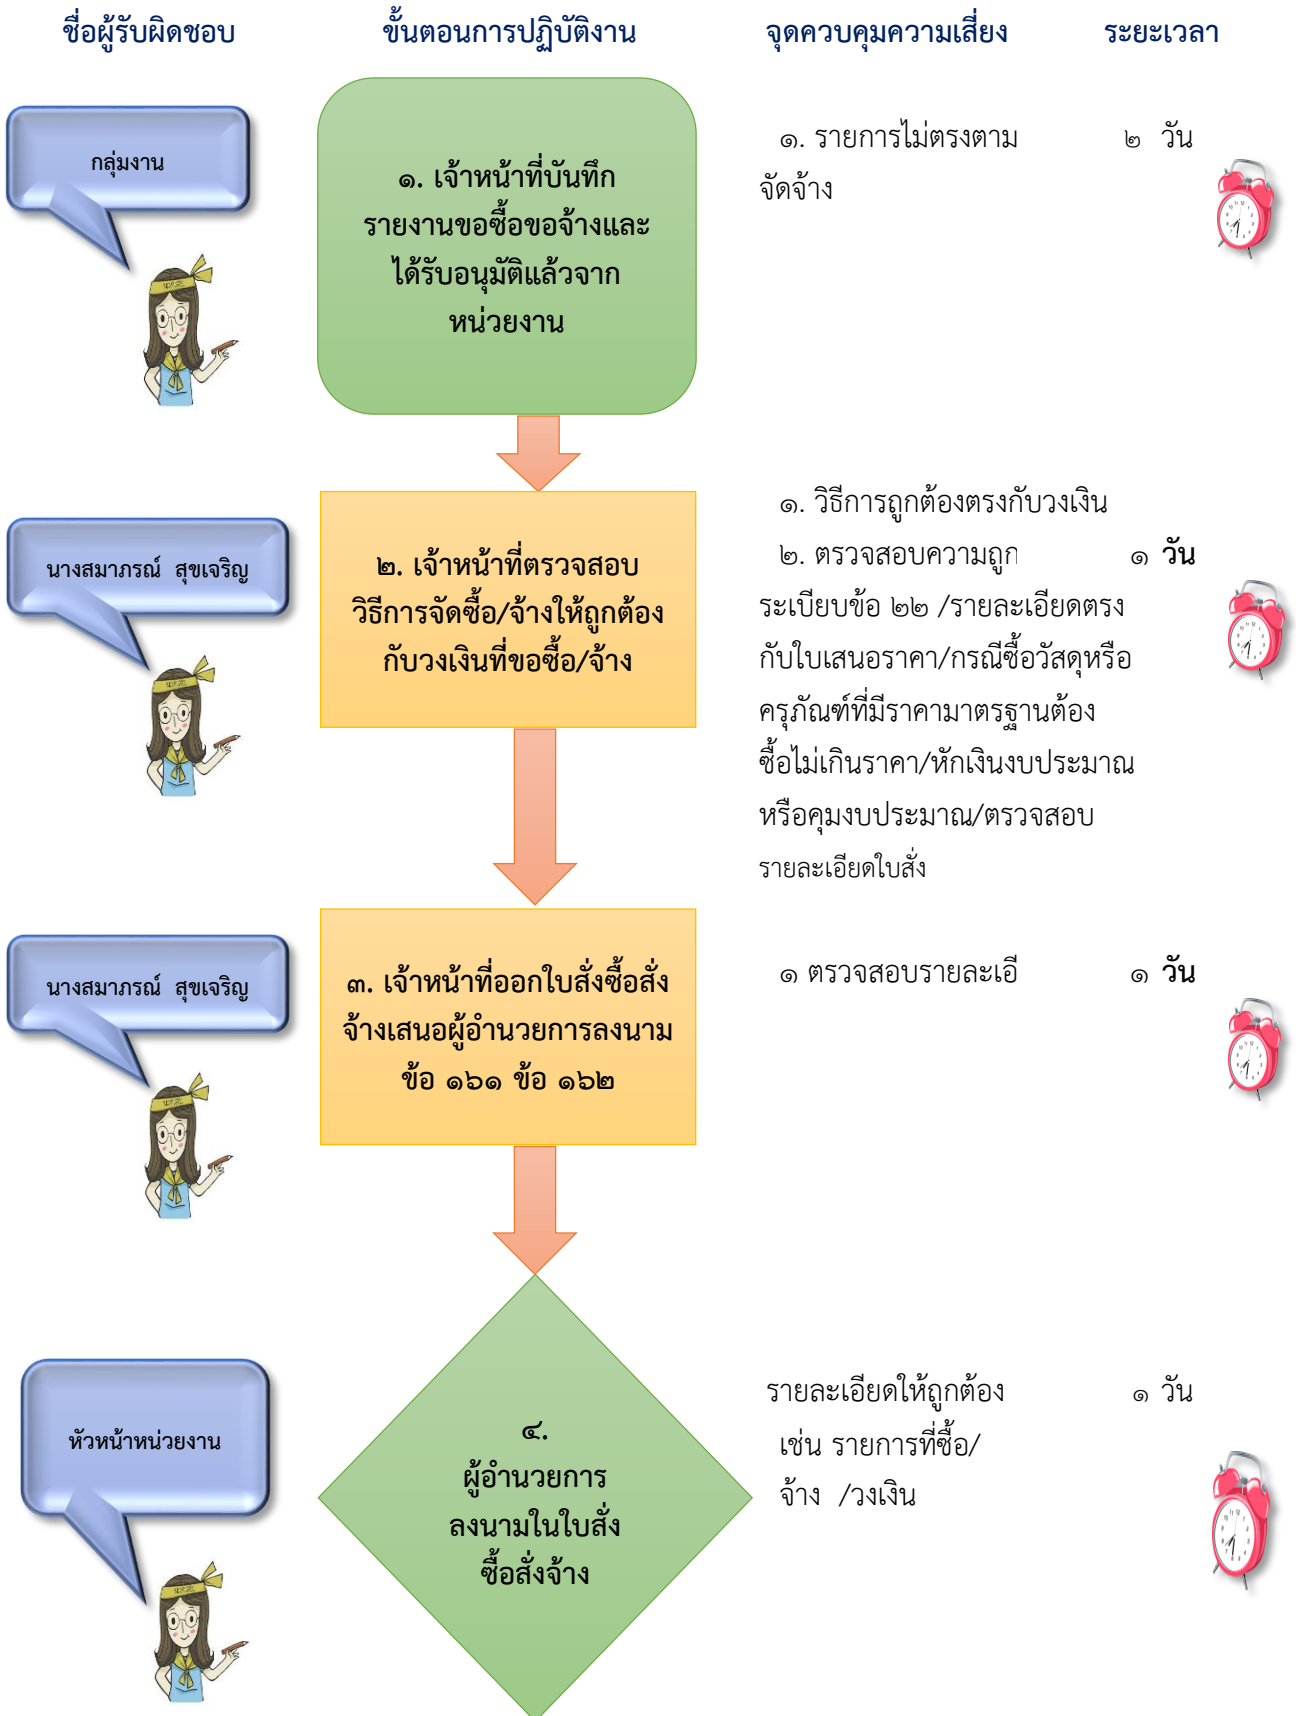 ชื่อผู้รับผิดชอบ ขั้นตอนการปฏิบัติงาน จุดควบคุมความเสี่ยง ระยะเวลา
กลุ่มงาน
๑. เจ้าหน้าที่บันทึก
รายงานขอซื้อขอจ้างและ
ได้รับอนุมัติแล้วจาก
หน่วยงาน
๑. รายการไม่ตรงตาม
จัดจ้าง
๒ วัน
นางสมาภรณ์ สุขเจริญ
๒. เจ้าหน้าที่ตรวจสอบ
วิธีการจัดซื้อ/จ้างให้ถูกต้อง
กับวงเงินที่ขอซื้อ/จ้าง
๑. วิธีการถูกต้องตรงกับวงเงิน
๒. ตรวจสอบความถูก
ระเบียบข้อ ๒๒ /รายละเอียดตรง
กับใบเสนอราคา/กรณีซื้อวัสดุหรือ
ครุภัณฑ์ที่มีราคามาตรฐานต้อง
ซื้อไม่เกินราคา/หักเงินงบประมาณ
หรือคุมงบประมาณ/ตรวจสอบ
รายละเอียดใบสั่ง
๑ วัน
นางสมาภรณ์ สุขเจริญ
๓. เจ้าหน้าที่ออกใบสั่งซื้อสั่ง
จ้างเสนอผู้อำนวยการลงนาม
ข้อ ๑๖๑ ข้อ ๑๖๒
๑ ตรวจสอบรายละเอี
๑ วัน
หัวหน้าหน่วยงาน
๔.
ผู้อำนวยการ
ลงนามในใบสั่ง
ซื้อสั่งจ้าง
รายละเอียดให้ถูกต้อง
เช่น รายการที่ซื้อ/
จ้าง /วงเงิน
๑ วัน